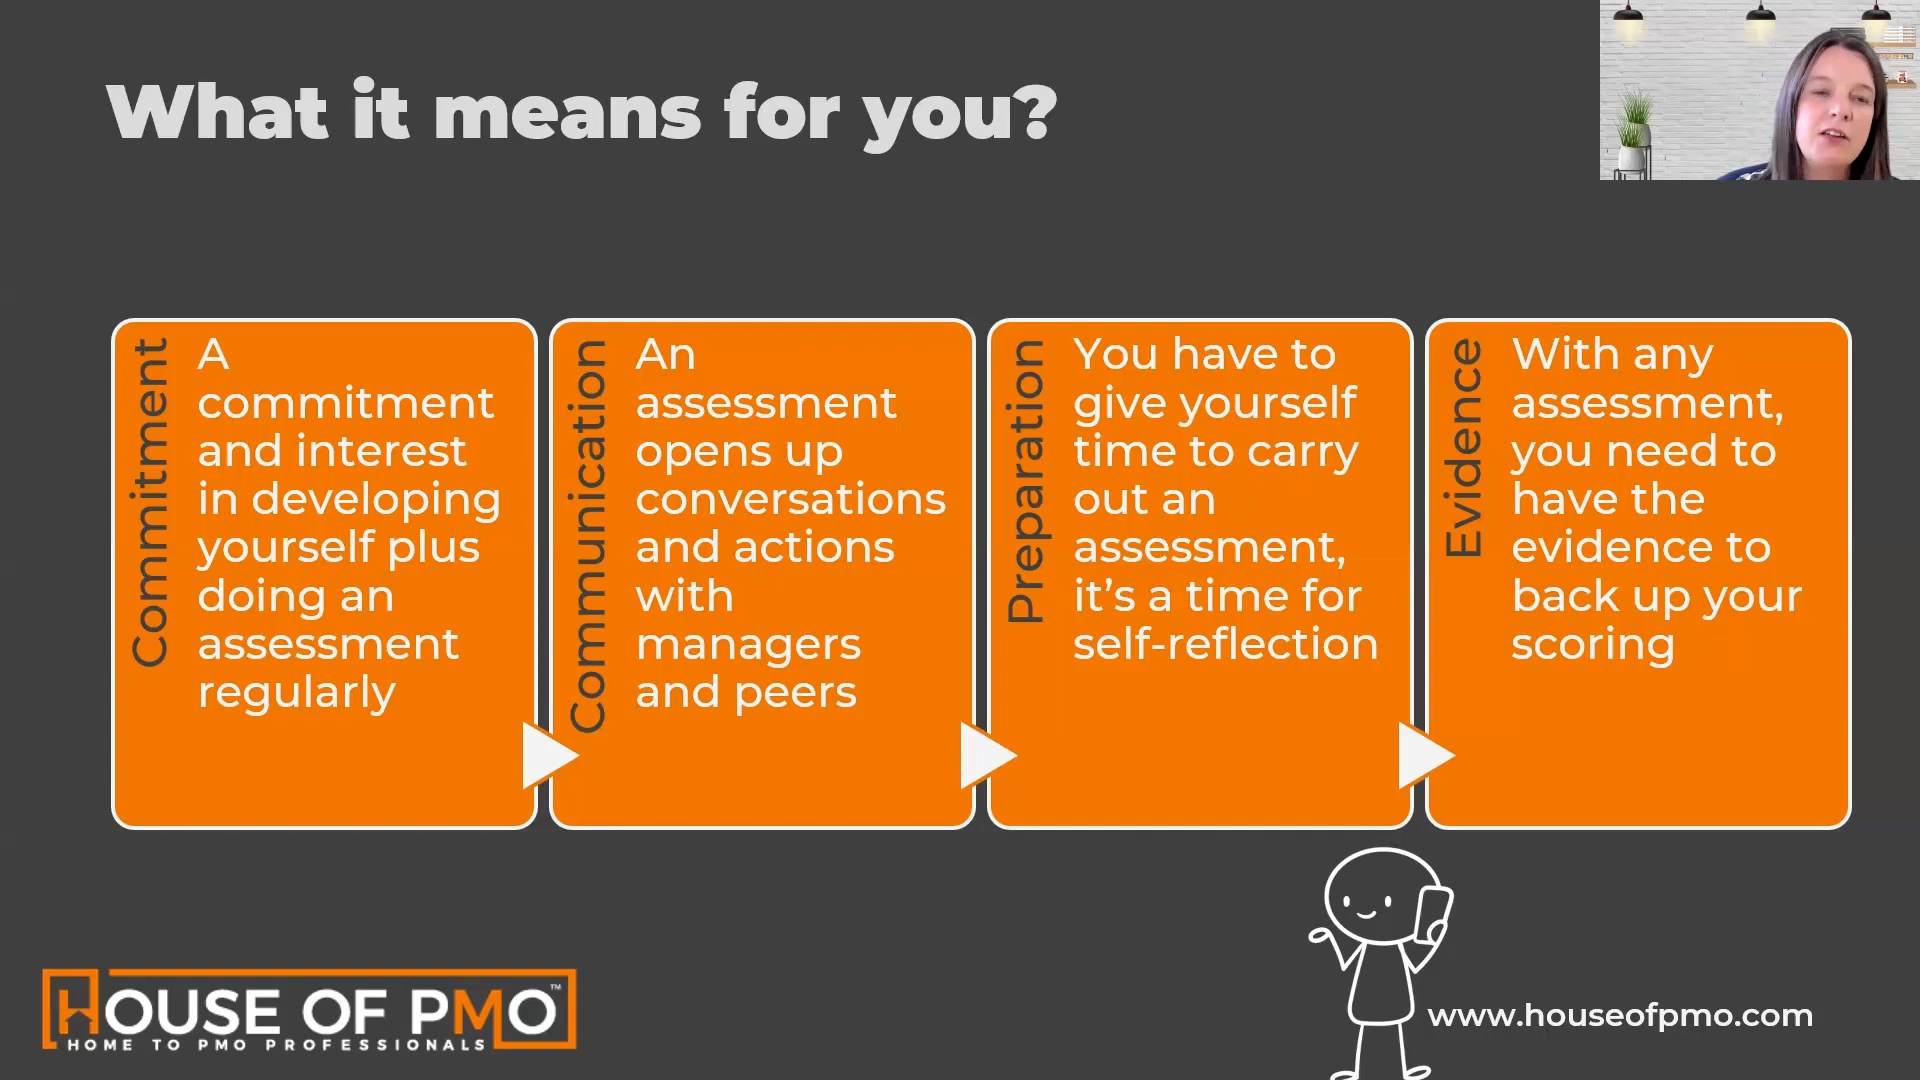 What it means for you?
Commitment
A
commitment
and interest
in developing
yourself plus
doing an
assessment
regularly
Communication
An
assessment
opens up
conversations
and actions
with
managers
and peers
Preparation
You have to
give yourself
time to carry
out an
assessment,
it’s a time for
self-reflection
Evidence
With any
assessment,
you need to
have the
evidence to
back up your
scoring
HOUSE OF PMO™
HOME TO PMO PROFESSIONALS
www.houseofpmo.com